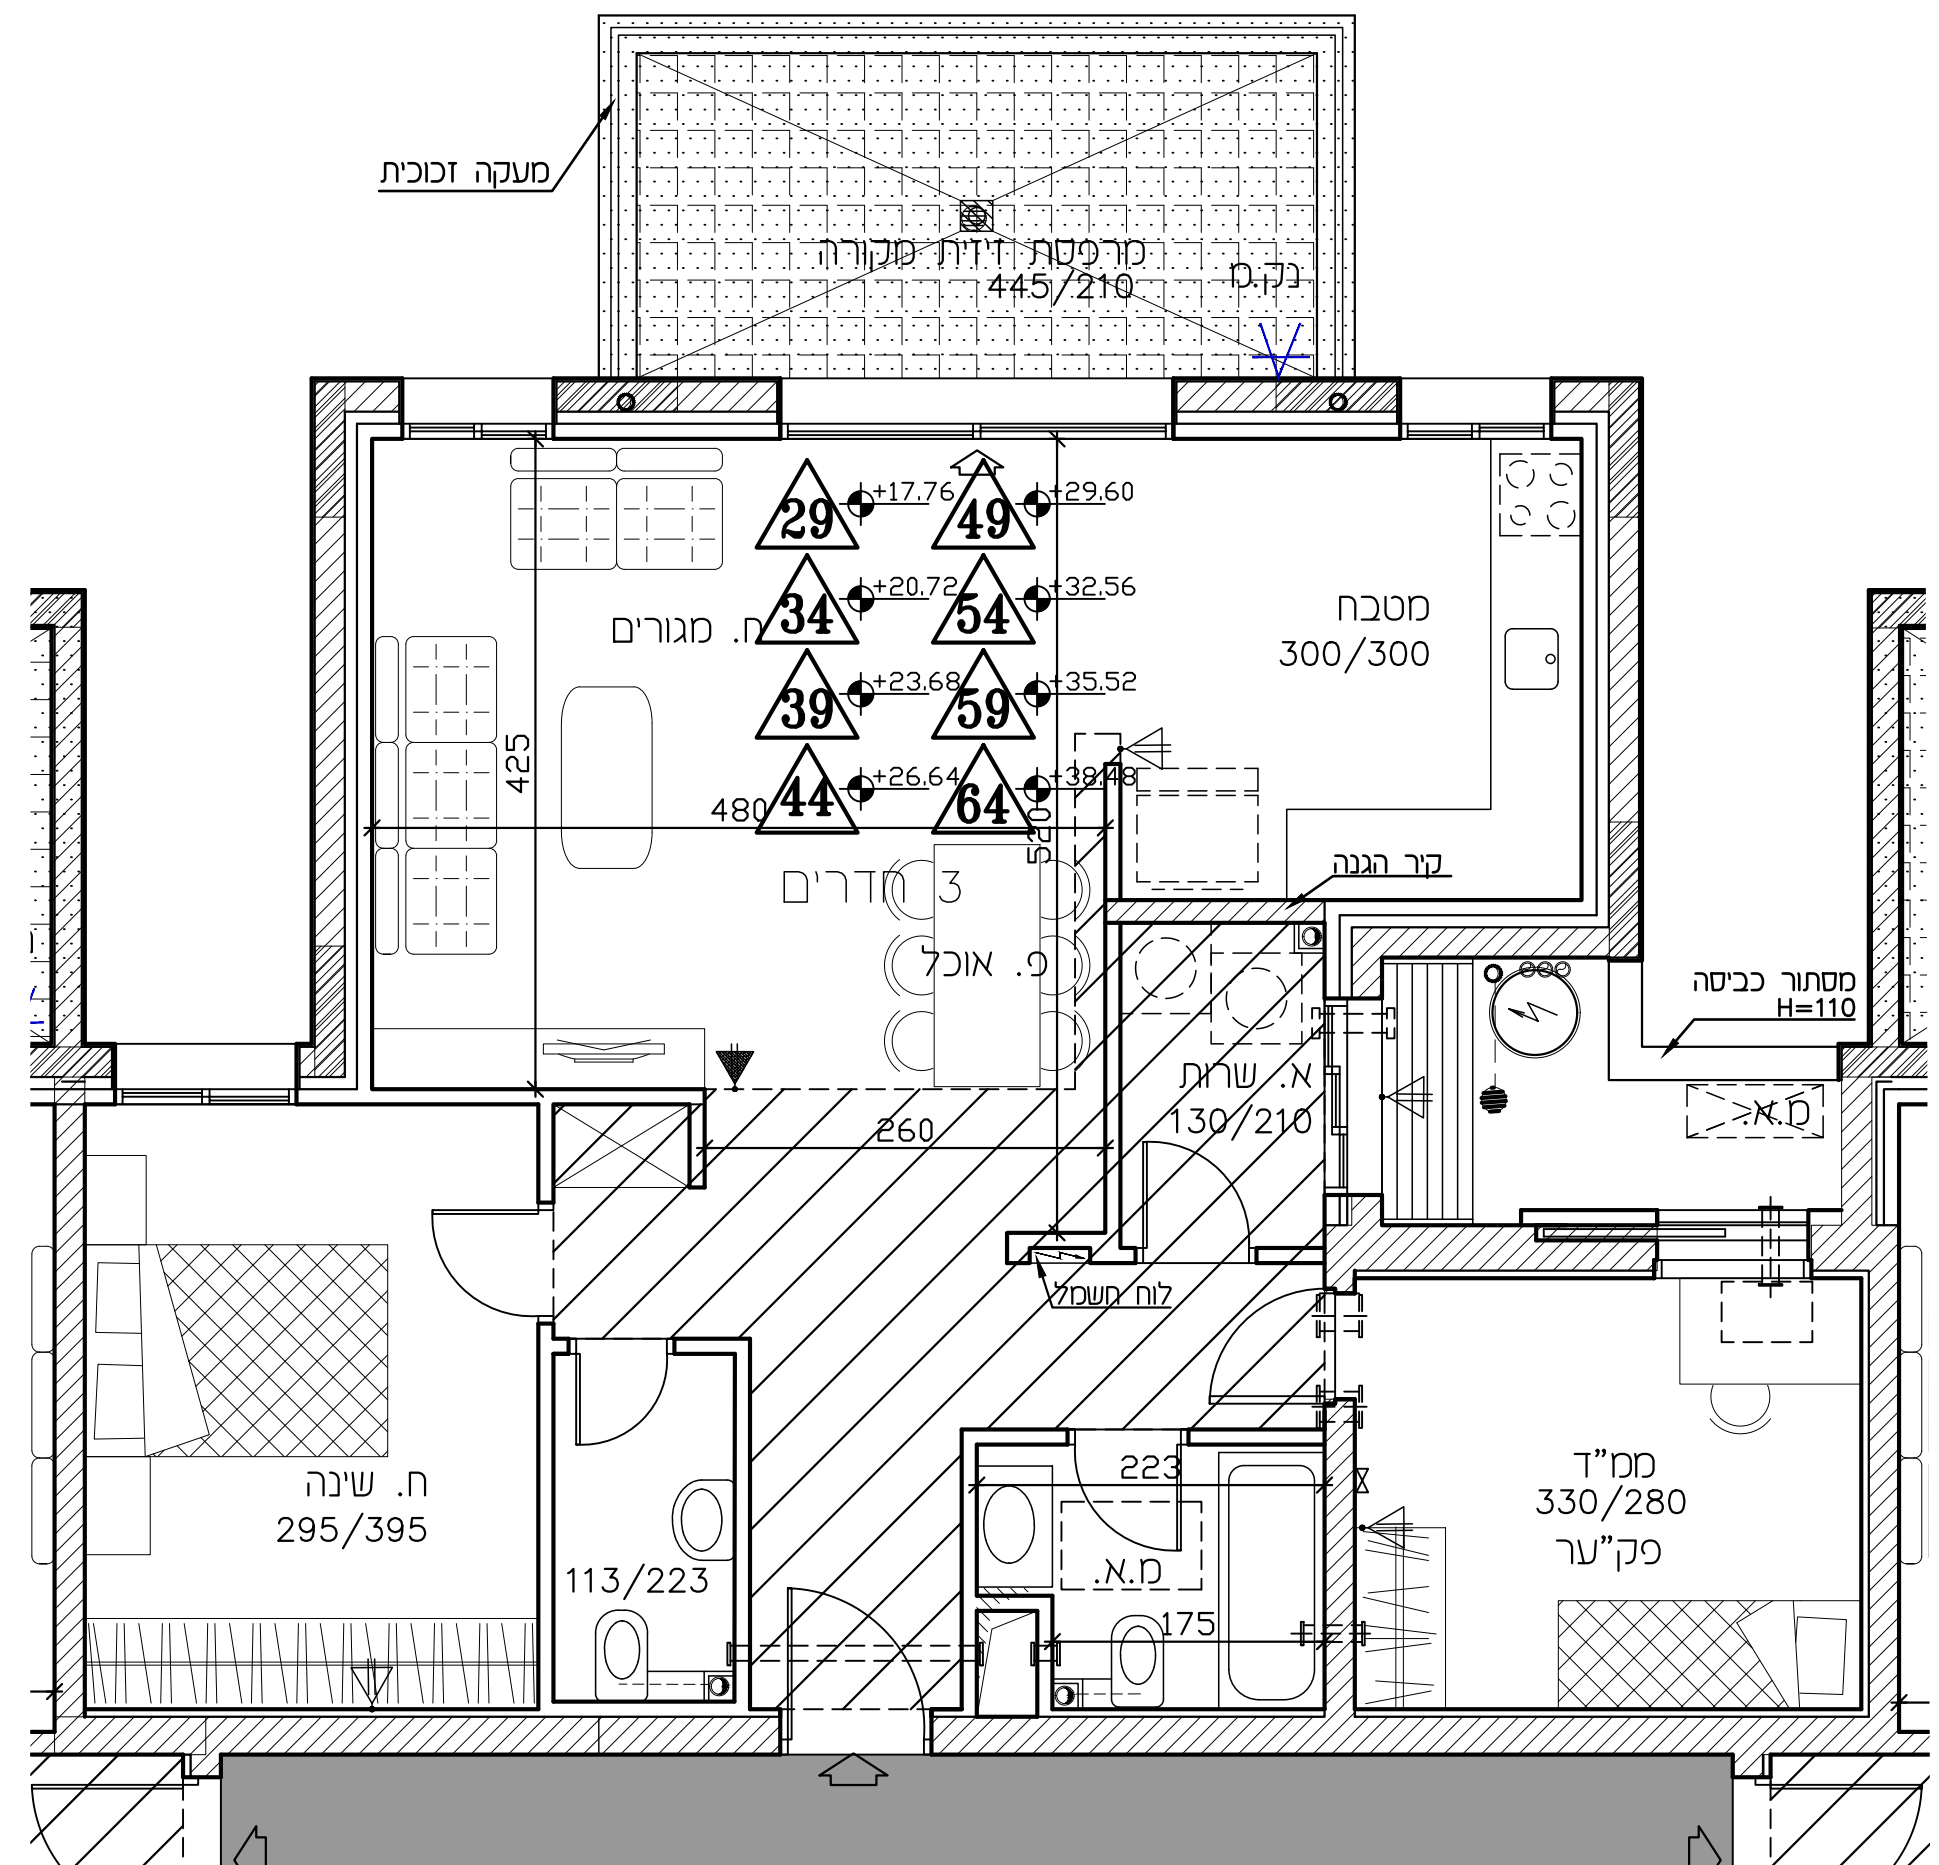 מעקה זכוכית
מרפסת זיזית מקורה
445/210
נק.מ
29
+17.76
49
+29.60
34
+20.72
54
+32.56
39
+23.68
59
+35.52
44
+26.64
64
+38.48
ח. מגורים
מטבח
300/300
425
480
520
3 חדרים
פ. אוכל
קיר הגנה
מסתור כביסה
H=110
א. שרות
130/210
מ.א.
260
לוח חשמל
ח. שינה
295/395
113/223
223
מ.א.
175
ממ"ד
330/280
פק"ער